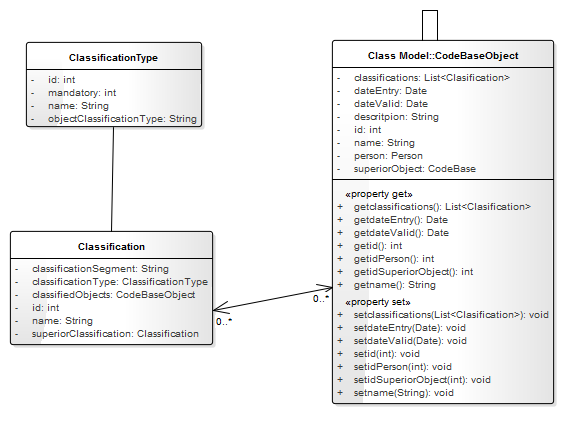 ClassificationType
- id: int
- mandatory: int
- name: String
- objectClassificationType: String
Classification
- classificationSegment: String
- classificationType: ClassificationType
- classifiedObjects: CodeBaseObject
- id: int
- name: String
- superiorClassification: Classification
0..*
0..*
Class Model::CodeBaseObject
- classifications: List<Clasification>
- dateEntry: Date
- dateValid: Date
- descritpion: String
- id: int
- name: String
- person: Person
- superiorObject: CodeBase
«property get»
+ getclassifications(): List<Clasification>
+ getdateEntry(): Date
+ getdateValid(): Date
+ getid(): int
+ getidPerson(): int
+ getidSuperiorObject(): int
+ getname(): String
«property set»
+ setclassifications(List<Clasification>): void
+ setdateEntry(Date): void
+ setdateValid(Date): void
+ setid(int): void
+ setidPerson(int): void
+ setidSuperiorObject(int): void
+ setname(String): void